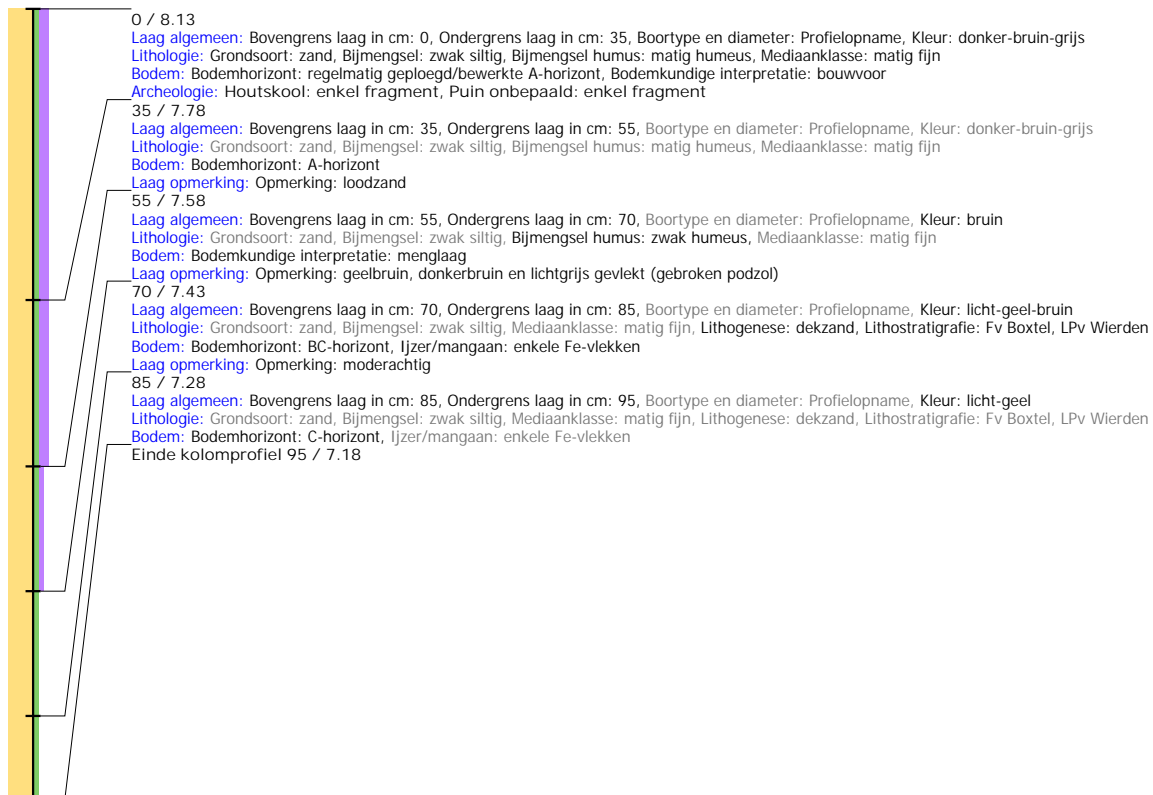 0 / 8.13
Laag algemeen: Bovengrens laag in cm: 0, Ondergrens laag in cm: 35, Boortype en diameter: Profielopname, Kleur: donker-bruin-grijs
Lithologie: Grondsoort: zand, Bijmengsel: zwak siltig, Bijmengsel humus: matig humeus, Mediaanklasse: matig fijn
Bodem: Bodemhorizont: regelmatig geploegd/bewerkte A-horizont, Bodemkundige interpretatie: bouwvoor
Archeologie: Houtskool: enkel fragment, Puin onbepaald: enkel fragment
35 / 7.78
Laag algemeen: Bovengrens laag in cm: 35, Ondergrens laag in cm: 55, Boortype en diameter: Profielopname, Kleur: donker-bruin-grijs
Lithologie: Grondsoort: zand, Bijmengsel: zwak siltig, Bijmengsel humus: matig humeus, Mediaanklasse: matig fijn
Bodem: Bodemhorizont: A-horizont
Laag opmerking: Opmerking: loodzand
55 / 7.58
Laag algemeen: Bovengrens laag in cm: 55, Ondergrens laag in cm: 70, Boortype en diameter: Profielopname, Kleur: bruin
Lithologie: Grondsoort: zand, Bijmengsel: zwak siltig, Bijmengsel humus: zwak humeus, Mediaanklasse: matig fijn
Bodem: Bodemkundige interpretatie: menglaag
Laag opmerking: Opmerking: geelbruin, donkerbruin en lichtgrijs gevlekt (gebroken podzol)
70 / 7.43
Laag algemeen: Bovengrens laag in cm: 70, Ondergrens laag in cm: 85, Boortype en diameter: Profielopname, Kleur: licht-geel-bruin
Lithologie: Grondsoort: zand, Bijmengsel: zwak siltig, Mediaanklasse: matig fijn, Lithogenese: dekzand, Lithostratigrafie: Fv Boxtel, LPv Wierden
Bodem: Bodemhorizont: BC-horizont, Ijzer/mangaan: enkele Fe-vlekken
Laag opmerking: Opmerking: moderachtig
85 / 7.28
Laag algemeen: Bovengrens laag in cm: 85, Ondergrens laag in cm: 95, Boortype en diameter: Profielopname, Kleur: licht-geel
Lithologie: Grondsoort: zand, Bijmengsel: zwak siltig, Mediaanklasse: matig fijn, Lithogenese: dekzand, Lithostratigrafie: Fv Boxtel, LPv Wierden
Bodem: Bodemhorizont: C-horizont, Ijzer/mangaan: enkele Fe-vlekken
Einde kolomprofiel 95 / 7.18